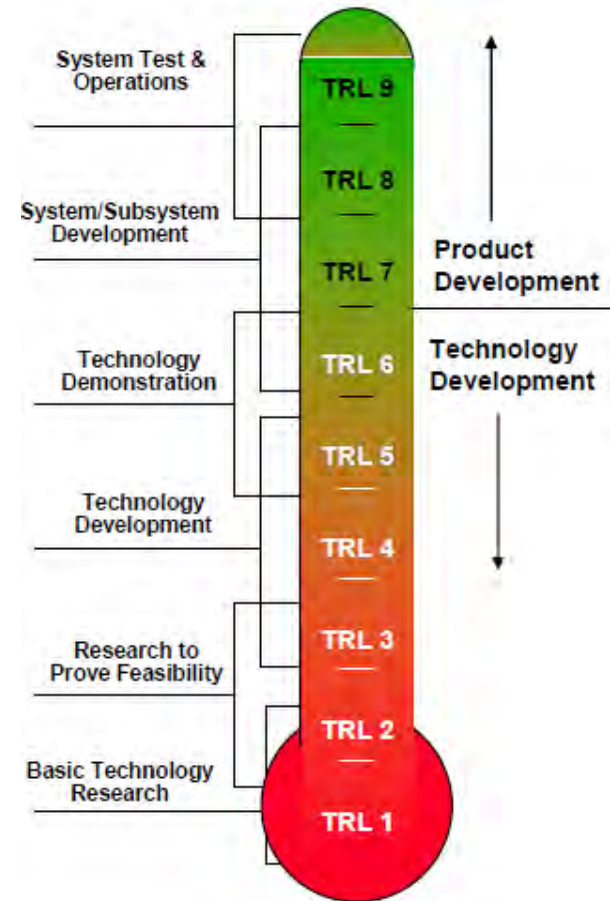 System Test &
Operations
System/Subsystem
Development
Technology
Demonstration
Technology
Development
Research to
Prove Feasibility
Basic Technology
Research
TRL 9
TRL 8
TRL 7
TRL 6
TRL 5
TRL 4
TRL 3
TRL 2
TRL 1
Product
Development
Technology
Development